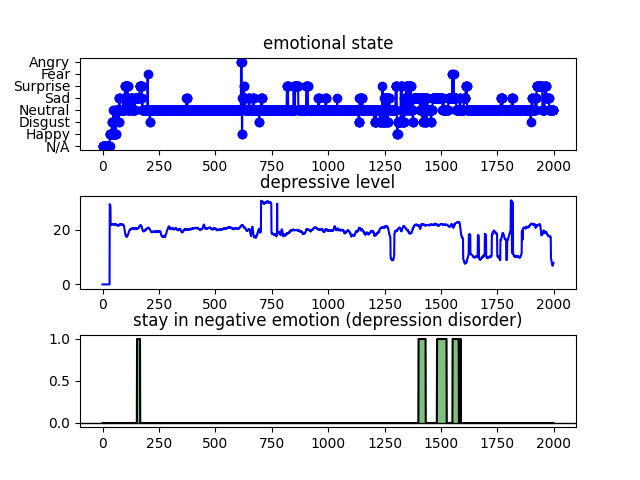 emotional state
Angry
Fear
Surprise
Sad
Neutral
Disgust
Happy
N/A
0 250 500 750 1000 1250 1500 1750 2000
depressive level
20
0
0 250 500 750 1000 1250 1500 1750 2000
stay in negative emotion (depression disorder)
1.0
0.5
0.0
0 250 500 750 1000 1250 1500 1750 2000